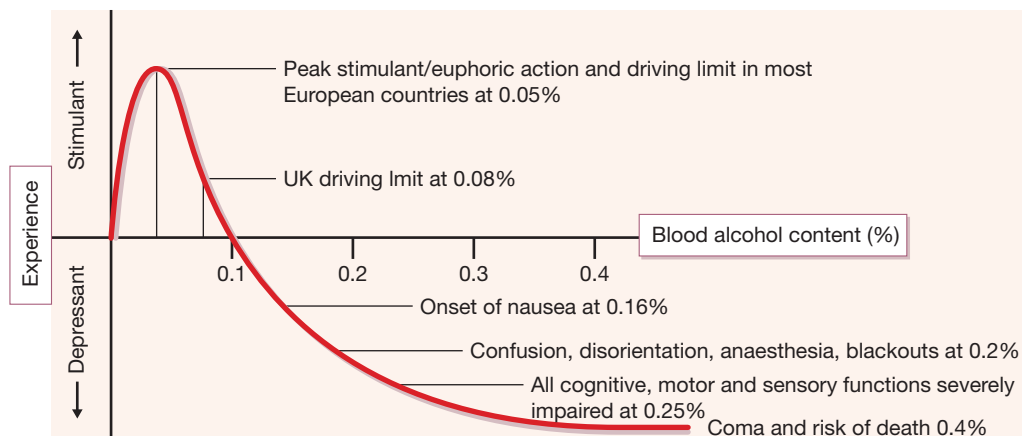 Stimulant
Peak stimulant/euphoric action and driving limit in most
European countries at 0.05%
UK driving lmit at 0.08%
Experience
Blood alcohol content (%)
0.1
0.2
0.3
0.4
Onset of nausea at 0.16%
Depressant
Confusion, disorientation, anaesthesia, blackouts at 0.2%
All cognitive, motor and sensory functions severely
impaired at 0.25%
Coma and risk of death 0.4%